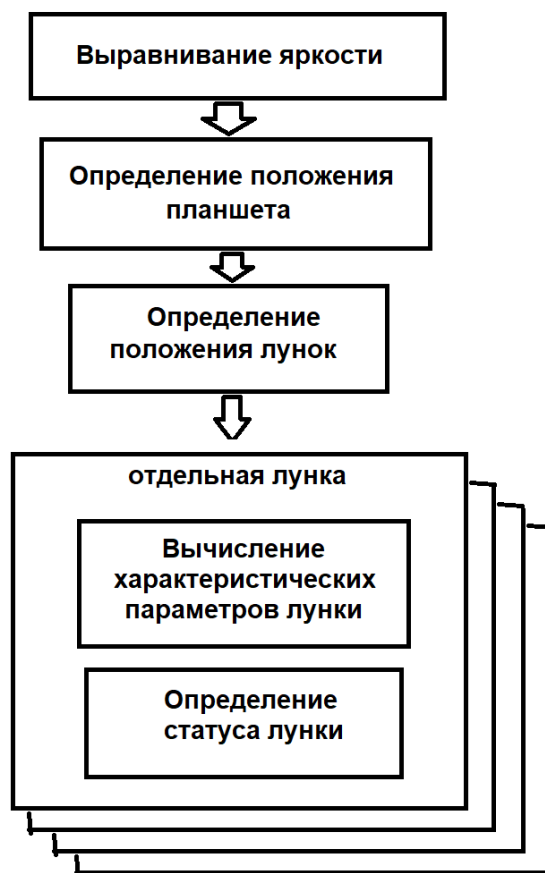 Выравнивание яркости
Определение положения
планшета
Определение
положения лунок
отдельная лунка
Вычисление
характеристических
параметров лунки
Определение
статуса лунки